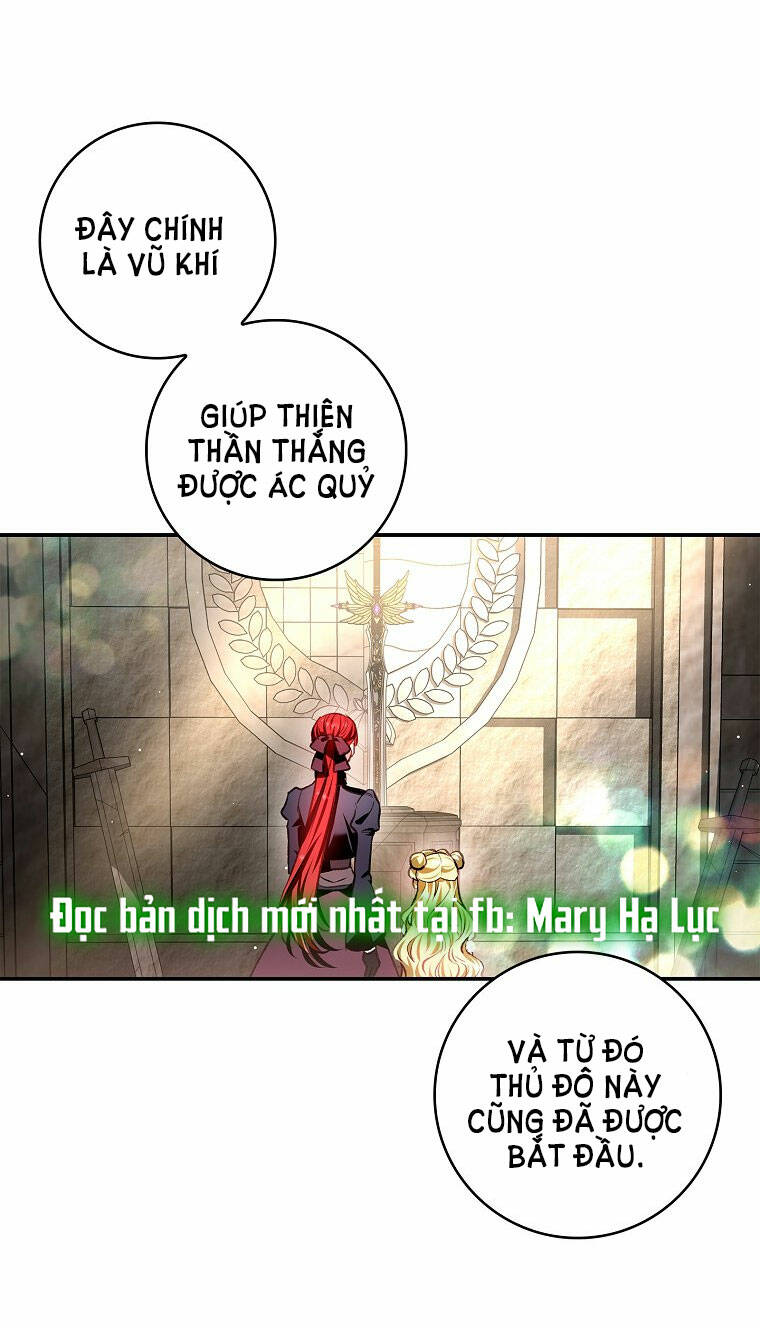 ĐÂY CHÍNH
LÀ VŨ KHÍ
GIÚP THIÊN
THẦN THẮNG
ĐƯỢC ÁC QUỶ
Đọc bản dịch mới nhất tại fb: Mary Hạ Lục
VÀ TỪ ĐÓ
THỦ ĐÔ NÀY
CŨNG ĐÃ ĐƯỢC
BẮT ĐẦU.